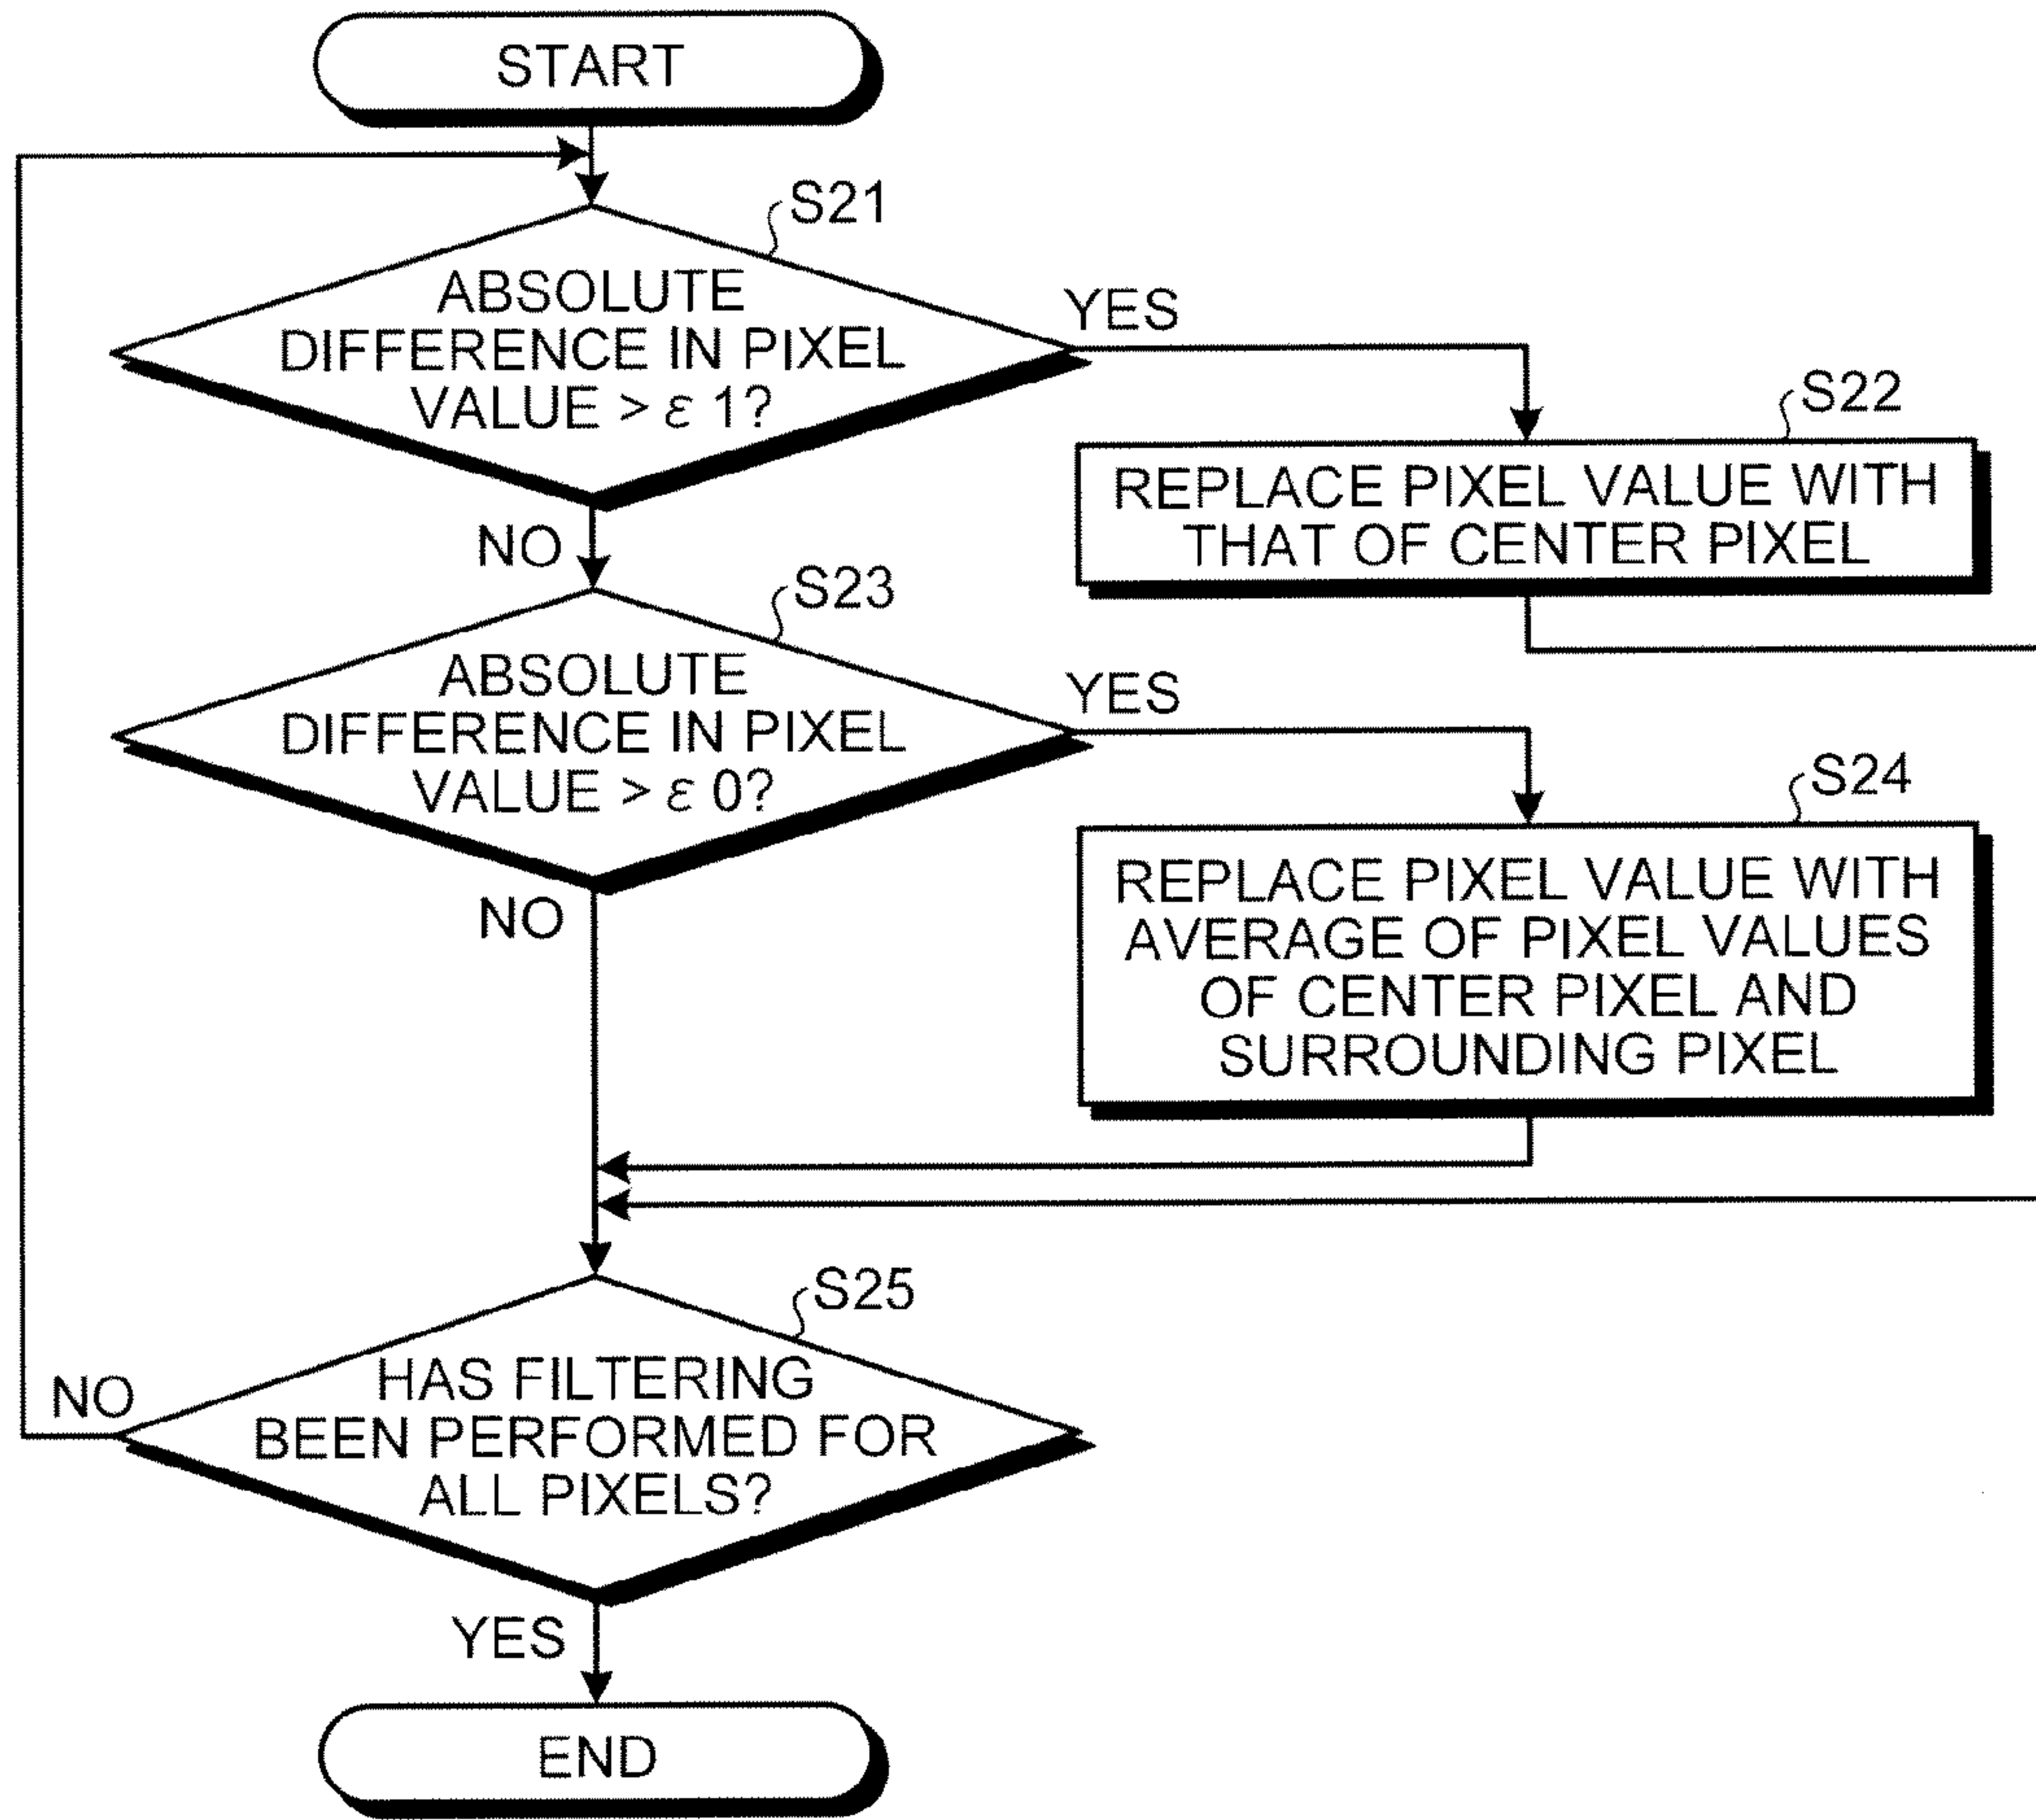 START
S21
ABSOLUTE
DIFFERENCE IN PIXEL
VALUE > ε 1?
YES
S22
REPLACE PIXEL VALUE WITH
THAT OF CENTER PIXEL
NO
S23
ABSOLUTE
DIFFERENCE IN PIXEL
VALUE > ε 0?
YES
S24
REPLACE PIXEL VALUE WITH
AVERAGE OF PIXEL VALUES
OF CENTER PIXEL AND
SURROUNDING PIXEL
NO
S25
HAS FILTERING
BEEN PERFORMED FOR
ALL PIXELS?
NO
YES
END